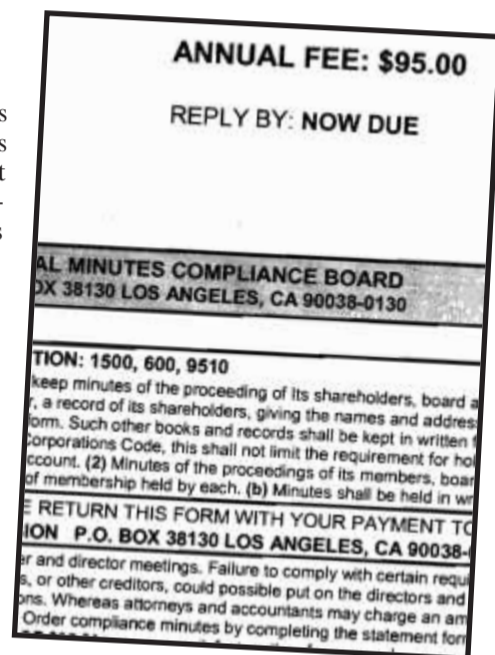 ANNUAL FEE: $95.00
REPLY BY: NOW DUE
s
s
t
-
s
AL MINUTES COMPLIANCE BOARD
OX 38130 LOS ANGELES, CA 90038-0130
TION: 1500, 600, 9510
keep minutes of the proceeding of its shareholders, board a
r, a record of its shareholders, giving the names and address
form. Such other books and records shall be kept in written f
Corporations Code, this shall not limit the requirement for hol
ccount. (2) Minutes of the proceedings of its members, boar
of membership held by each. (b) Minutes shall be held in wr
E RETURN THIS FORM WITH YOUR PAYMENT TO
ION P.O. BOX 38130 LOS ANGELES, CA 90038-
er and director meetings. Failure to comply with certain requi
s, or other creditors, could possible put on the directors and
ons. Whereas attorneys and accountants may charge an am
Order compliance minutes by completing the statement form